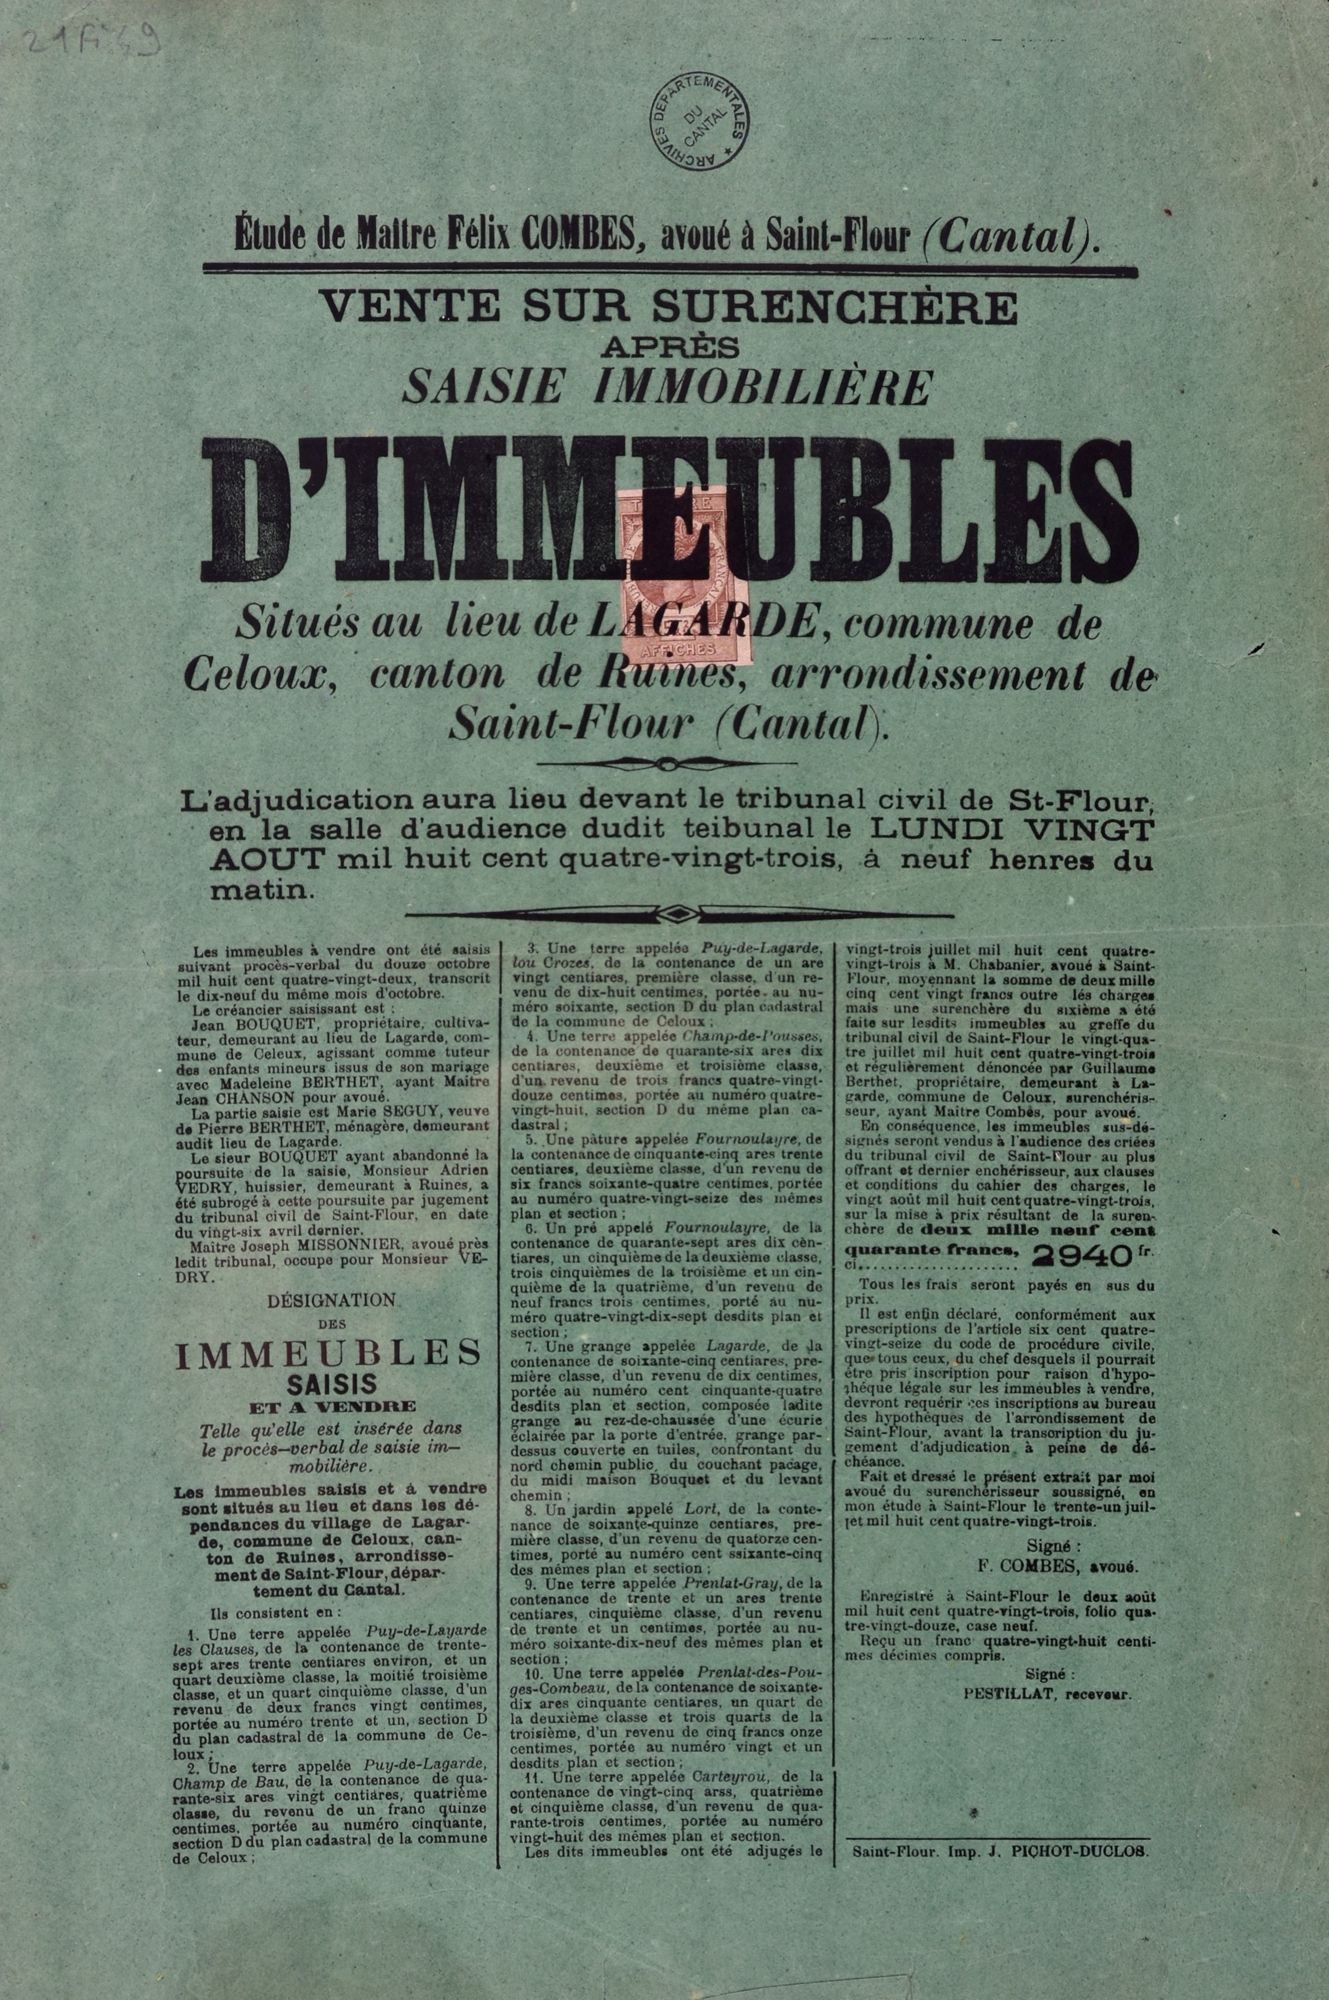 21 Fi 49
ARCHIVES DEPARTEMENTALES
DU
CANTAL
Étude de Maître Félix COMBES, avoué à Saint-Flour (Cantal).
VENTE SUR SURENCHÈRE
APRÈS
SAISIE IMMOBILIÈRE
D'IMMEUBLES
Situés au lieu de LAGARDE, commune de
Celoux, canton de Ruines, arrondissement de
Saint-Flour (Cantal).
AFFICHES
L'adjudication aura lieu devant le tribunal civil de St-Flour,
en la salle d'audience dudit teibunal le LUNDI VINGT
AOUT mil huit cent quatre-vingt-trois, à neuf henres du
matin.
Les immeubles à vendre ont été saisis
suivant procès-verbal du douze octobre
mil huit cent quatre-vingt-deux, transcrit
le dix-neuf du même mois d'octobre.
Le créancier saisissant est :
Jean BOUQUET, propriétaire, cultiva-
teur, demeurant au lieu de Lagarde, com-
mune de Celeux, agissant comme tuteur
des enfants mineurs issus de son mariage
avec Madeleine BERTHET, ayant Maitre
Jean CHANSON pour avoué.
La partie saisie est Marie SEGUY, veuve
de Pierre BERTHET, ménagère, demeurant
audit lieu de Lagarde.
Le sieur BOUQUET ayant abandonné la
poursuite de la saisie, Monsieur Adrien
VEDRY, huissier, demeurant à Ruines, a
été subrogé à cette poursuite par jugement
du tribunal civil de Saint-Flour, en date
du vingt-six avril dernier.
Maitre Joseph MISSONNIER, avoué près
ledit tribunal, occupe pour Monsieur VE-
DRY.
DÉSIGNATION
DES
IMMEUBLES
SAISIS
ET A VENDRE
Telle qu'elle est insérée dans
le procès-verbal de saisie im-
mobilière.
Les immeubles saisis et à vendre
sont situés au lieu et dans les dé-
pendances du village de Lagar-
de, commune de Celoux, can-
ton de Ruines, arrondisse-
ment de Saint-Flour, dépar-
tement du Cantal.
Ils consistent en :
1. Une terre appelée Puy-de-Layarde
les Clauses, de la contenance de trente-
sept ares trente centiares environ, et un
quart deuxième classe, la moitié troisième
classe, et un quart cinquième classe, d'un
revenu de deux francs vingt centimes,
portée au numéro trente et un, section D
du plan cadastral de la commune de Ce-
loux ;
2. Une terre appelée Puy-de-Lagarde,
Champ de Bau, de la contenance de qua-
rante-six ares vingt centiares, quatrième
classe, du revenu de un franc quinze
centimes, portée au numéro cinquante,
section D du plan cadastral de la commune
de Celoux ;
3. Une terre appelée Puy-de-Lagarde,
lou Crozes, de la contenance de un are
vingt centiares, première classe, d'un re-
venu de dix-huit centimes, portée au nu-
méro soixante, section D du plan cadastral
de la commune de Celoux ;
4. Une terre appelée Champ-de-Pousses,
de la contenance de quarante-six ares dix
centiares, deuxième et troisième classe,
d'un revenu de trois francs quatre-vingt-
douze centimes, portée au numéro quatre-
vingt-huit, section D du même plan ca-
dastral ;
5. Une pâture appelée Fournoulayre, de
la contenance de cinquante-cinq ares trente
centiares, deuxième classe, d'un revenu de
six francs soixante-quatre centimes, portée
au numéro quatre-vingt-seize des mêmes
plan et section ;
6. Un pré appelé Fournoulayre, de la
contenance de quarante-sept ares dix cèn-
tiares, un cinquième de la deuxième classe,
trois cinquièmes de la troisième et un cin-
quième de la quatrième, d'un revenu de
neuf francs trois centimes, porté au nu-
méro quatre-vingt-dix-sept desdits plan et
section ;
7. Une grange appelée Lagarde, de la
contenance de soixante-cinq centiares, pre-
mière classe, d'un revenu de dix centimes,
portée au numéro cent cinquante-quatre
desdits plan et section, composée ladite
grange au rez-de-chaussée d'une écurie
éclairée par la porte d'entrée, grange par-
dessus couverte en tuiles, confrontant du
nord chemin public, du couchant pacage,
du midi maison Bouquet et du levant
chemin ;
8. Un jardin appelé Lort, de la conte-
nance de soixante-quinze centiares, pre-
mière classe, d'un revenu de quatorze cen-
times, porté au numéro cent ssixante-cinq
des mêmes plan et section ;
9. Une terre appelée Prenlat-Gray, de la
contenance de trente et un ares trente
centiares, cinquième classe, d'un revenu
de trente et un centimes, portée au nu-
méro soixante-dix-neuf des mêmes plan et
section ;
10. Une terre appelée Prenlat-des-Pou-
ges-Combeau, de la contenance de soixante-
dix ares cinquante centiares, un quart de
la deuxième classe et trois quarts de la
troisième, d'un revenu de cinq francs onze
centimes, portée au numéro vingt et un
desdits plan et section ;
11. Une terre appelée Carteyrou, de la
contenance de vingt-cinq arss, quatrième
et cinquième classe, d'un revenu de qua-
rante-trois centimes, portée au numéro
vingt-huit des mêmes plan et section.
Les dits immeubles ont été adjugés le
vingt-trois juillet mil huit cent quatre-
vingt-trois à M. Chabanier, avoué à Saint-
Flour, moyennant la somme de deux mille
cinq cent vingt francs outre lès charges
mais une surenchère du sixième a été
faite sur lesdits immeubles au greffe du
tribunal civil de Saint-Flour le vingt-qua-
tre juillet mil huit cent quatre-vingt-trois
et régulièrement dénoncée par Guillaume
Berthet, propriétaire, demeurant à La-
garde, commune de Celoux, surenchéris-
seur, ayant Maitre Combés, pour avoué.
En conséquence, les immeubles sus-dé-
signés seront vendus à l'audience des criées
du tribunal civil de Saint-Flour au plus
offrant et dernier enchérisseur, aux clauses
et conditions du cahier des charges, le
vingt août mil huit cent quatre-vingt-trois,
sur la mise à prix résultant de la suren-
chère de deux mille neuf cent
quarante francs, 2940 fr.
ci....................
Tous les frais seront payés en sus du
prix.
Il est enfin déclaré, conformément aux
prescriptions de l'article six cent quatre-
vingt-seize du code de procédure civile,
que tous ceux, du chef desquels il pourrait
être pris inscription pour raison d'hypo-
thèque légale sur les immeubles à vendre,
devront requérir ces inscriptions au bureau
des hypothèques de l'arrondissement de
Saint-Flour, avant la transcription du ju-
gement d'adjudication à peine de dé-
chéance.
Fait et dressé le présent extrait par moi
avoué du surenchérisseur soussigné, en
mon étude à Saint-Flour le trente-un juil-
let mil huit cent quatre-vingt-trois.
Signé :
F. COMBES, avoué.
Enregistré à Saint-Flour le deux août
mil huit cent quatre-vingt-trois, folio qua-
tre-vingt-douze, case neuf.
Reçu un franc quatre-vingt-huit centi-
mes décimes compris.
Signé :
PESTILLAT, receveur.
Saint-Flour. Imp. J. PICHOT-DUCLOS.